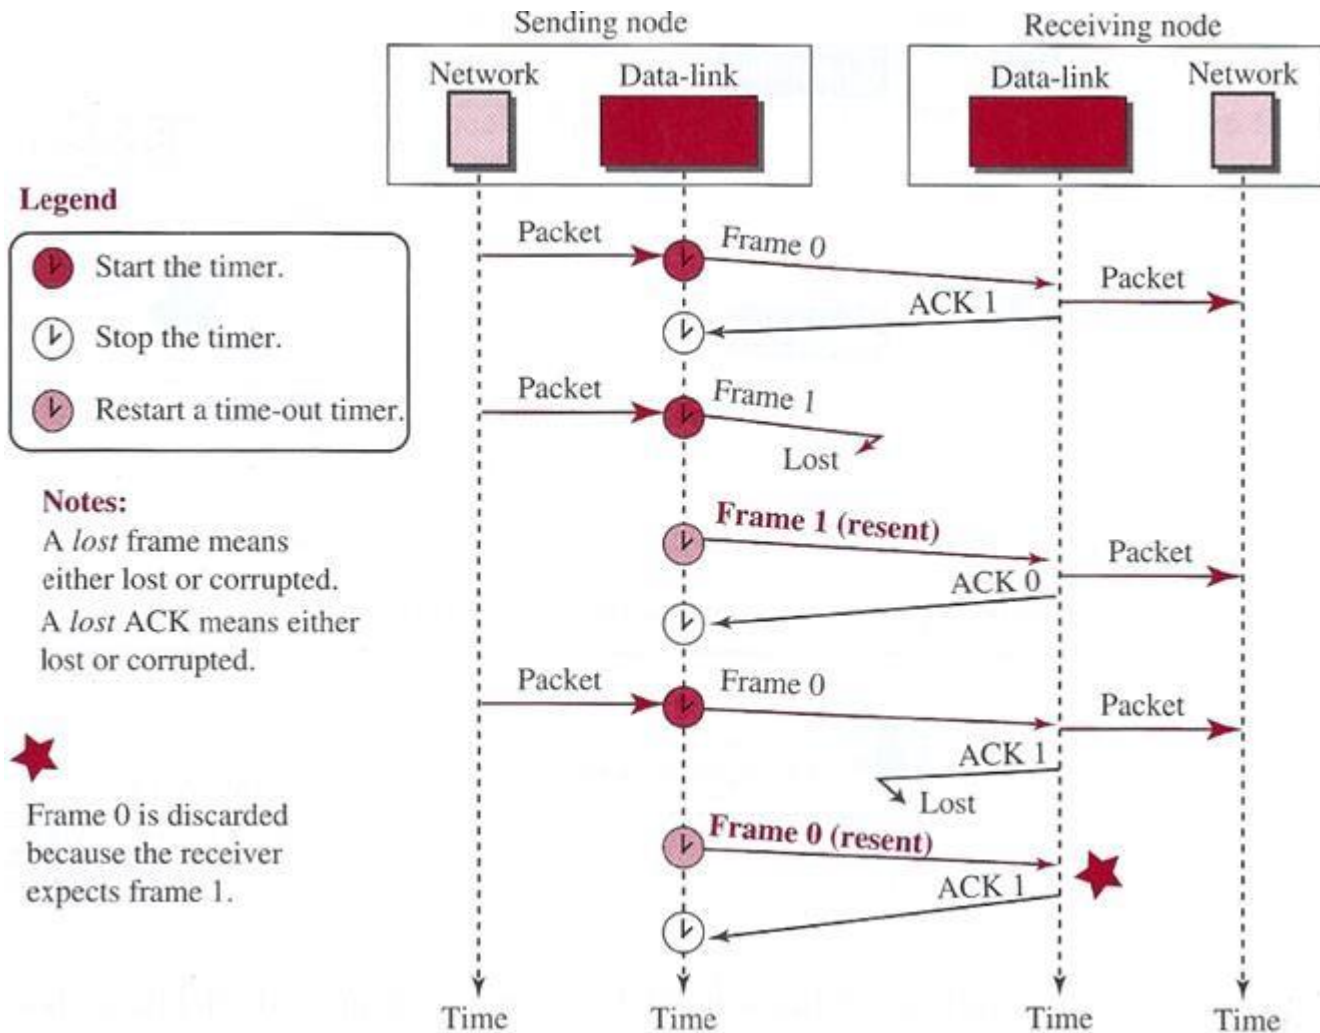 Sending node
Receiving node
Network
Data-link
Data-link
Network
Legend
Start the timer.
Stop the timer.
Restart a time-out timer.
Notes:
A lost frame means
either lost or corrupted.
A lost ACK means either
lost or corrupted.
Frame 0 is discarded
because the receiver
expects frame 1.
Packet
Frame 0
Packet
ACK 1
Packet
Frame 1
Lost
Frame 1 (resent)
Packet
ACK 0
Packet
Frame 0
Packet
ACK 1
Lost
Frame 0 (resent)
ACK 1
Time
Time
Time
Time